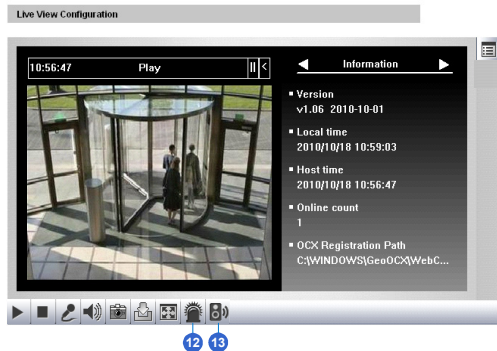 Live View Configuration
10:56:47 Play || <
Information
Version
v1.06 2010-10-01
Local time
2010/10/18 10:59:03
Host time
2010/10/18 10:56:47
Online count
1
OCX Registration Path
C:\WINDOWS\GeoOCX\WebC...
12 13